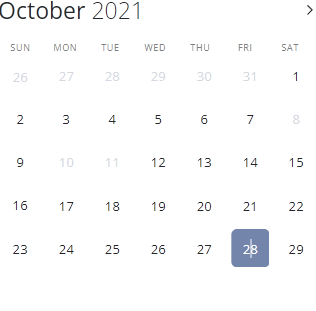 October 2021
SUN MON TUE WED THU FRI SAT
26 27 28 29 30 31 1
2 3 4 5 6 7 8
9 10 11 12 13 14 15
16 17 18 19 20 21 22
23 24 25 26 27 28 29